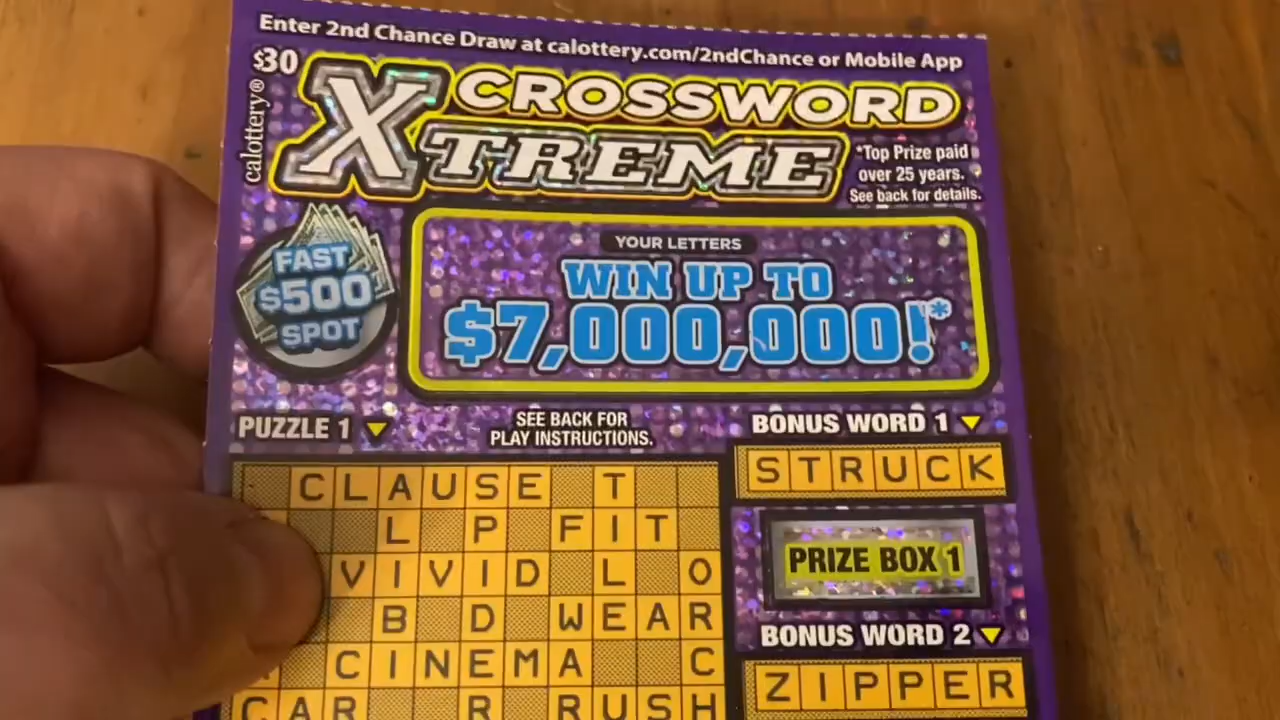 Enter 2nd Chance Draw at calottery.com/2ndChance or Mobile App
$30
calottery®
CROSSWORD
XTREME
*Top Prize paid
over 25 years.
See back for details.
FAST
$500
SPOT
YOUR LETTERS
WIN UP TO
$7,000,000!*
PUZZLE 1
SEE BACK FOR
PLAY INSTRUCTIONS.
BONUS WORD 1
STRUCK
CLAUSE T
L P FIT
VIVID L O
B D WEAR
CINEMA C
CAR R RUSH
PRIZE BOX 1
BONUS WORD 2
ZIPPER